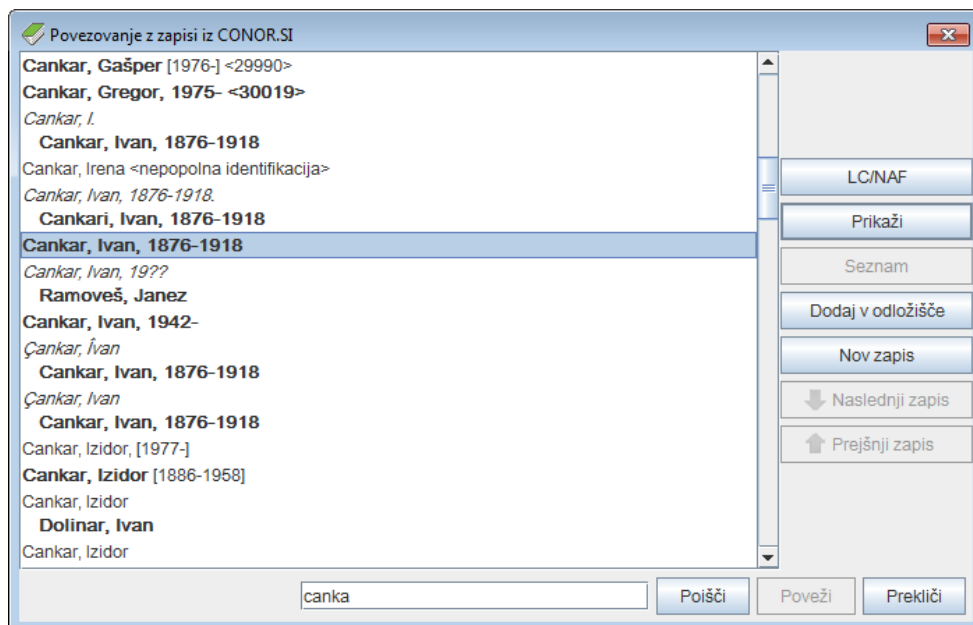 Povezovanje z zapisi iz CONOR.SI
Cankar, Gašper [1976-] <29990>
Cankar, Gregor, 1975- <30019>
Cankar, I.
Cankar, Ivan, 1876-1918
Cankar, Irena <nepopolna identifikacija>
Cankar, Ivan, 1876-1918.
Cankari, Ivan, 1876-1918
Cankar, Ivan, 1876-1918
Cankar, Ivan, 19??
Ramoveš, Janez
Cankar, Ivan, 1942-
Çankar, Îvan
Cankar, Ivan, 1876-1918
Çankar, Ivan
Cankar, Ivan, 1876-1918
Cankar, Izidor, [1977-]
Cankar, Izidor [1886-1958]
Cankar, Izidor
Dolinar, Ivan
Cankar, Izidor
LC/NAF
Prikaži
Seznam
Dodaj v odložišče
Nov zapis
Naslednji zapis
Prejšnji zapis
canka
Poišči
Poveži
Prekliči